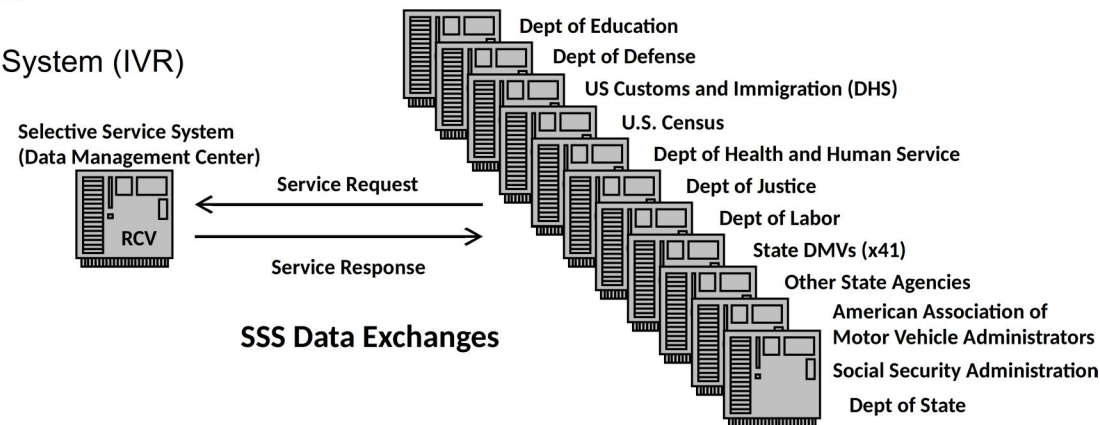 System (IVR)
Selective Service System
(Data Management Center)
RCV
Service Request
Service Response
SSS Data Exchanges
Dept of Education
Dept of Defense
US Customs and Immigration (DHS)
U.S. Census
Dept of Health and Human Service
Dept of Justice
Dept of Labor
State DMVs (x41)
Other State Agencies
American Association of
Motor Vehicle Administrators
Social Security Administration
Dept of State